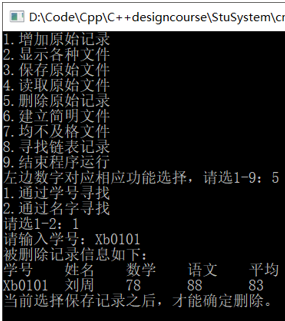 D:\Code\Cpp\C++designcourse\StuSystem\cm
1.增加原始记录
2.显示各种文件
3.保存原始文件
4.读取原始文件
5.删除原始记录
6.建立简明文件
7.均不及格文件
8.寻找链表记录
9.结束程序运行
左边数字对应相应功能选择，请选1-9：5
1.通过学号寻找
2.通过名字寻找
请选1-2：1
请输入学号：Xb0101
被删除记录信息如下：
学号 姓名 数学 语文 平均
Xb0101 刘周 78 88 83
当前选择保存记录之后，才能确定删除。